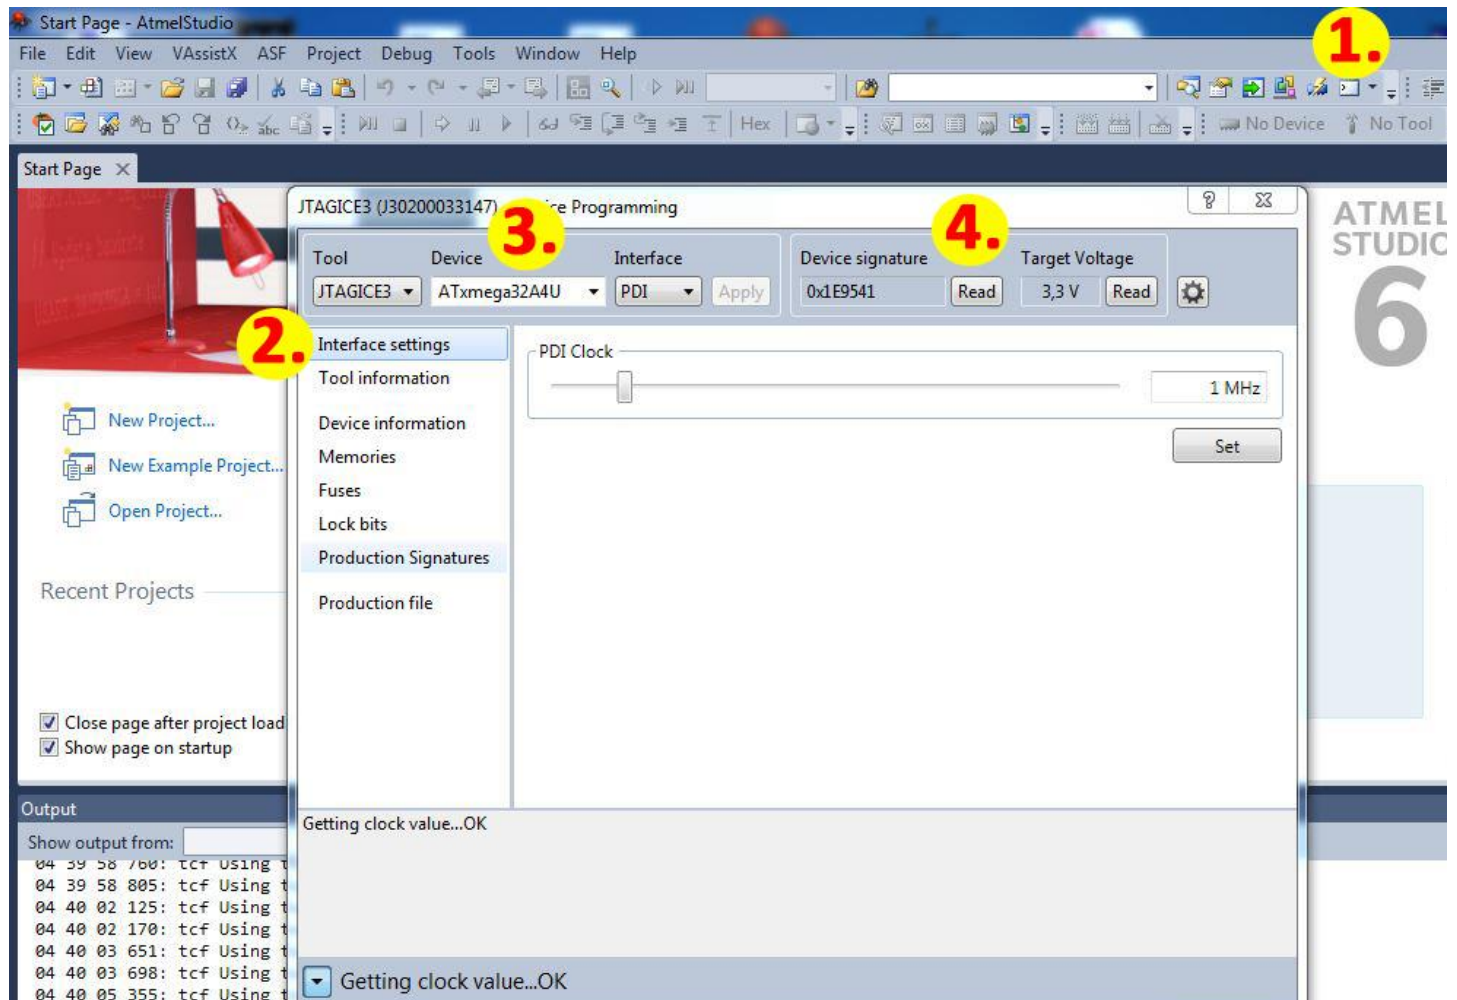 Start Page - AtmelStudio
1.
File Edit View VAssistX ASF Project Debug Tools Window Help
Hex No Device No Tool
Start Page
JTAGICE3 (J30200033147) Programming
3.
4.
ATMEL
STUDIO
6
Tool Device Interface Device signature Target Voltage
JTAGICE3 ATxmega32A4U PDI Apply 0x1E9541 Read 3,3 V Read
2.
Interface settings
PDI Clock
Tool information
1 MHz
New Project...
Device information
Set
Memories
New Example Project...
Fuses
Open Project...
Lock bits
Production Signatures
Recent Projects
Production file
Close page after project load
Show page on startup
Output
Getting clock value...OK
Show output from:
04 39 58 760: tcf Using
04 39 58 805: tcf Using t
04 40 02 125: tcf Using t
04 40 02 170: tcf Using t
04 40 03 651: tcf Using t
04 40 03 698: tcf Using t
04 40 05 355: tcf Using t
Getting clock value...OK